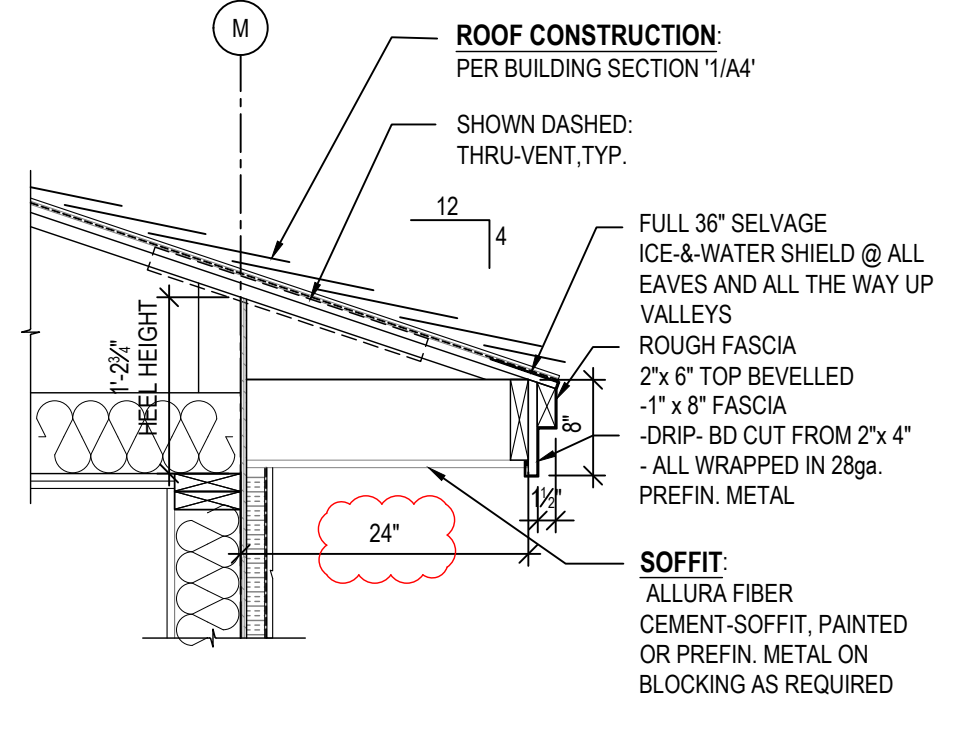 M
ROOF CONSTRUCTION:
PER BUILDING SECTION '1/A4'
SHOWN DASHED:
THRU-VENT,TYP.
12
4
FULL 36" SELVAGE
ICE-&-WATER SHIELD @ ALL
EAVES AND ALL THE WAY UP
VALLEYS
ROUGH FASCIA
2"x 6" TOP BEVELLED
-1" x 8" FASCIA
-DRIP- BD CUT FROM 2"x 4"
- ALL WRAPPED IN 28ga.
PREFIN. METAL
1'-2¾"
HEEL HEIGHT
8"
1½"
24"
SOFFIT:
ALLURA FIBER
CEMENT-SOFFIT, PAINTED
OR PREFIN. METAL ON
BLOCKING AS REQUIRED